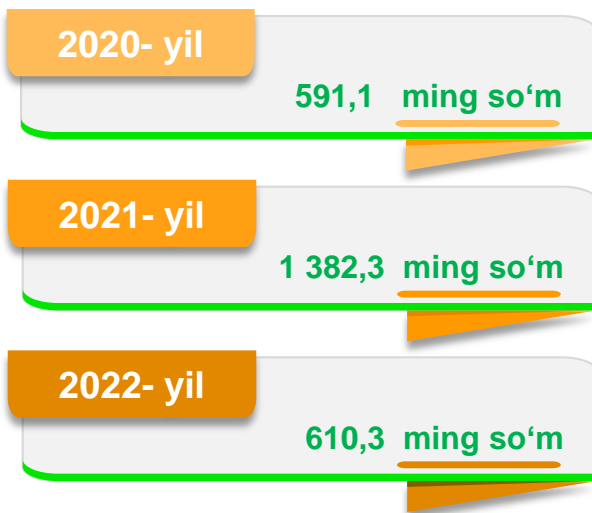 2020- yil
591,1 ming so‘m
2021- yil
1 382,3 ming so‘m
2022- yil
610,3 ming so‘m